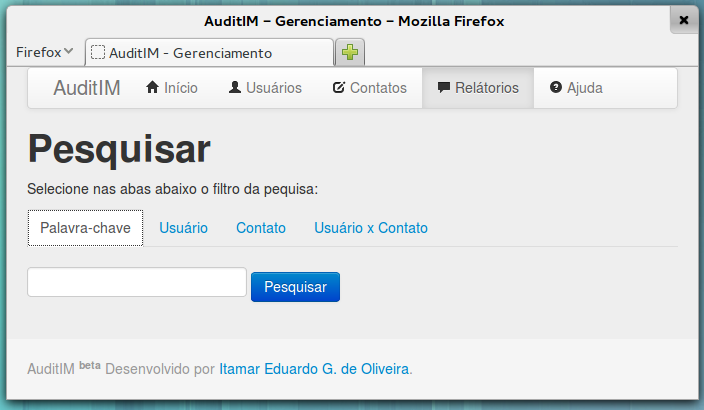 AuditIM - Gerenciamento - Mozilla Firefox
Firefox AuditIM - Gerenciamento
AuditIM Início Usuários Contatos Relátorios Ajuda
Pesquisar
Selecione nas abas abaixo o filtro da pequisa:
Palavra-chave Usuário Contato Usuário x Contato
Pesquisar
AuditIM beta Desenvolvido por Itamar Eduardo G. de Oliveira.